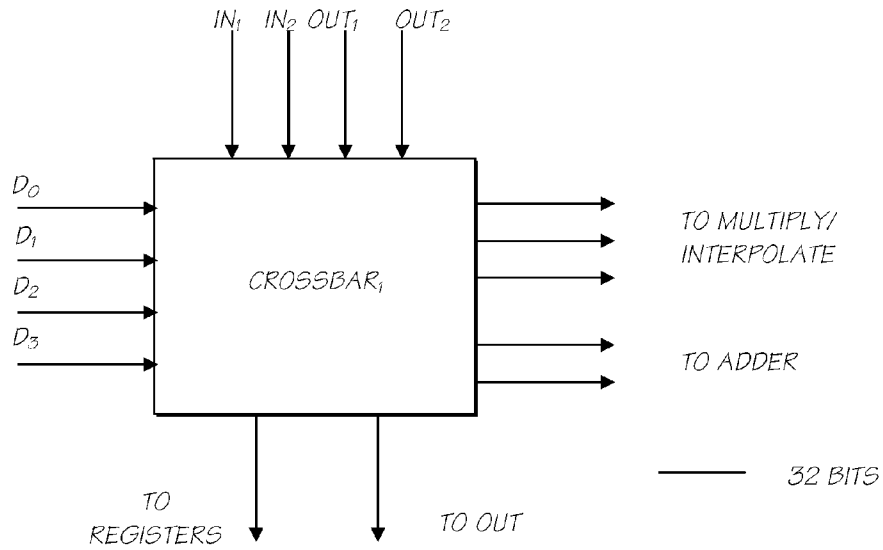 IN₁ IN₂ OUT₁ OUT₂
D₀
D₁
D₂
D₃
CROSSBAR₁
TO MULTIPLY/
INTERPOLATE
TO ADDER
32 BITS
TO
REGISTERS
TO OUT